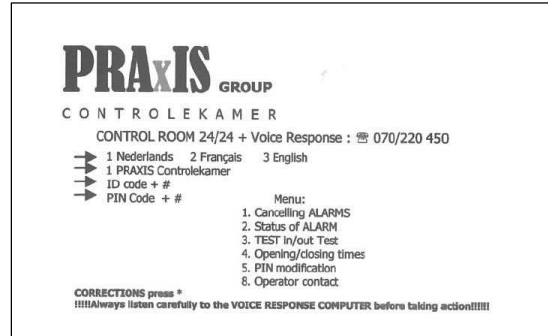 PRAxIS GROUP
CONTROLEKAMER
CONTROL ROOM 24/24 + Voice Response : ☎ 070/220 450
1 Nederlands 2 Français 3 English
1 PRAXIS Controlekamer
ID code + #
PIN Code + #
Menu:
1. Cancelling ALARMS
2. Status of ALARM
3. TEST in/out Test
4. Opening/closing times
5. PIN modification
8. Operator contact
CORRECTIONS press *
!!!!!Always listen carefully to the VOICE RESPONSE COMPUTER before taking action!!!!!!